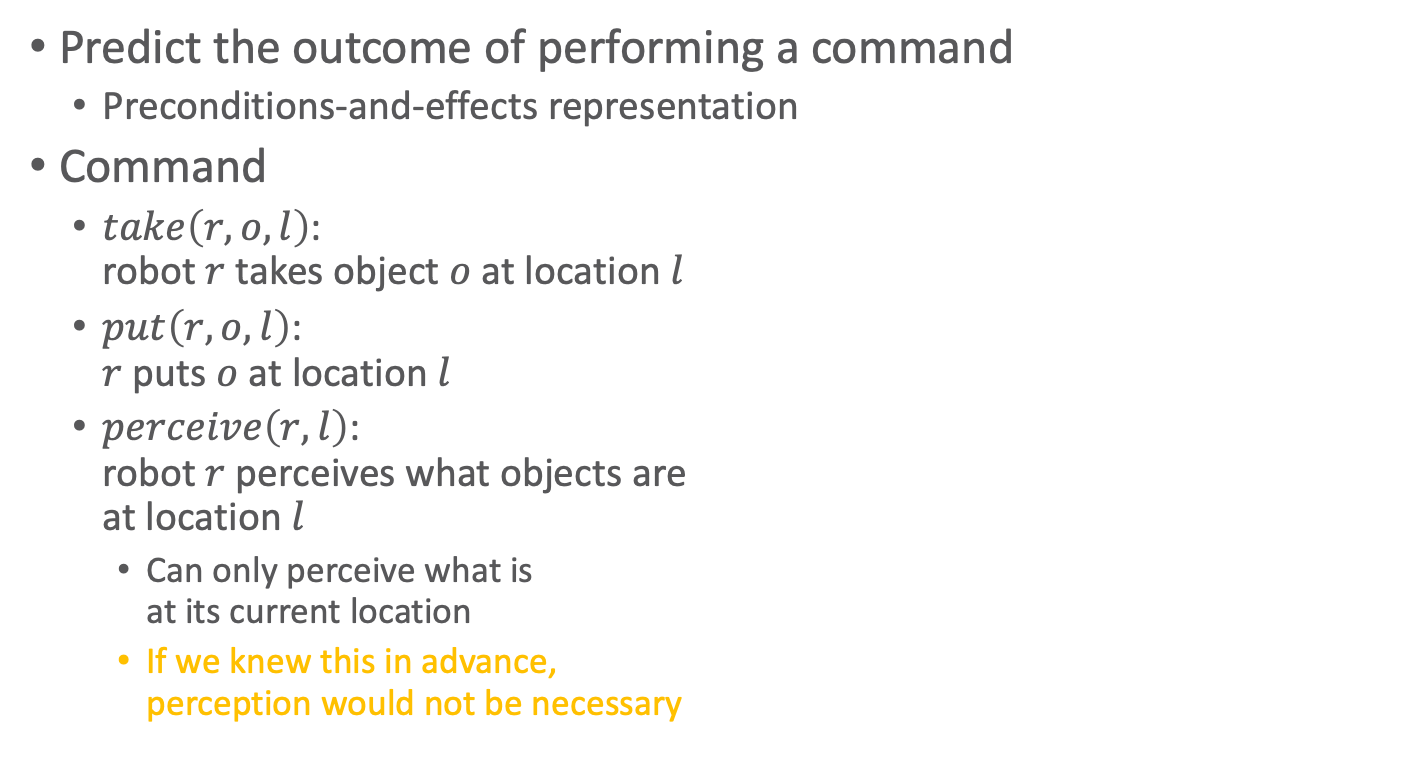 • Predict the outcome of performing a command
• Preconditions-and-effects representation
• Command
• take(r, o, l):
robot r takes object o at location l
• put(r, o, l):
r puts o at location l
• perceive(r, l):
robot r perceives what objects are
at location l
• Can only perceive what is
at its current location
• If we knew this in advance,
perception would not be necessary